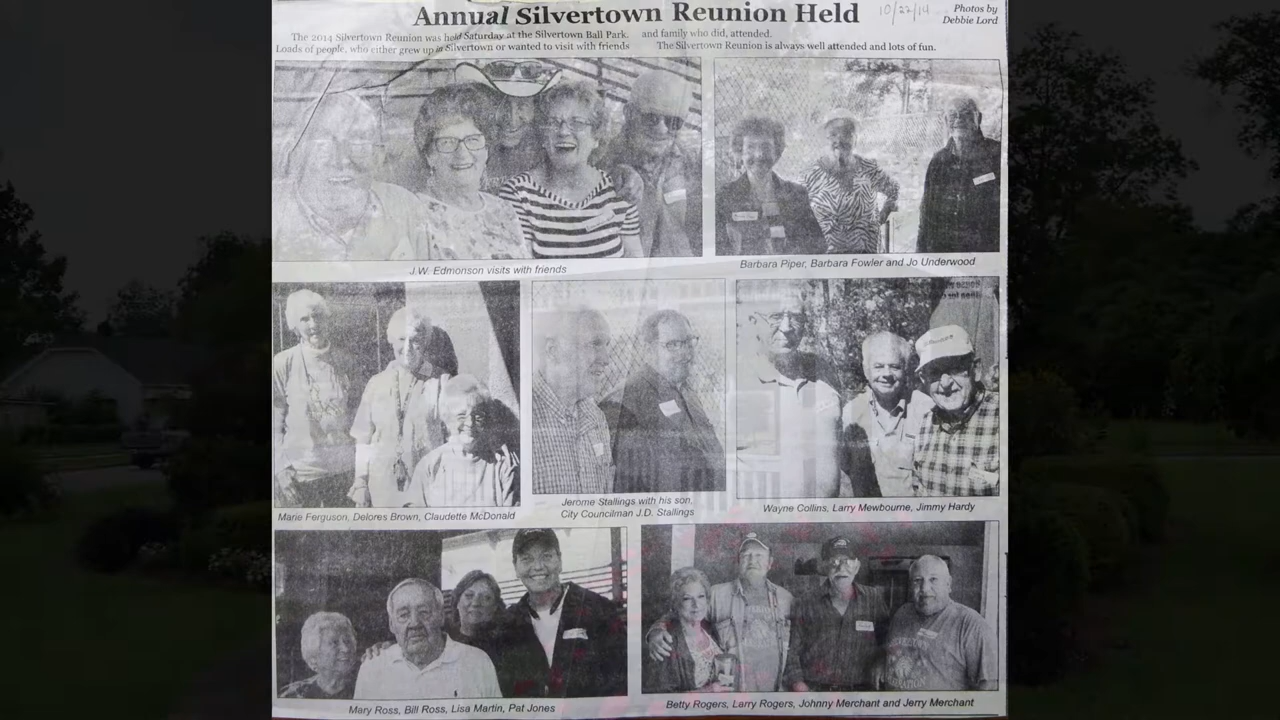 Annual Silvertown Reunion Held
10/22/14
Photos by
Debbie Lord
The 2014 Silvertown Reunion was held Saturday at the Silvertown Ball Park.
Loads of people, who either grew up in Silvertown or wanted to visit with friends
and family who did, attended.
The Silvertown Reunion is always well attended and lots of fun.
J.W. Edmonson visits with friends
Barbara Piper, Barbara Fowler and Jo Underwood
Marie Ferguson, Delores Brown, Claudette McDonald
Jerome Stallings with his son,
City Councilman J.D. Stallings
Wayne Collins, Larry Mewbourne, Jimmy Hardy
Mary Ross, Bill Ross, Lisa Martin, Pat Jones
Betty Rogers, Larry Rogers, Johnny Merchant and Jerry Merchant